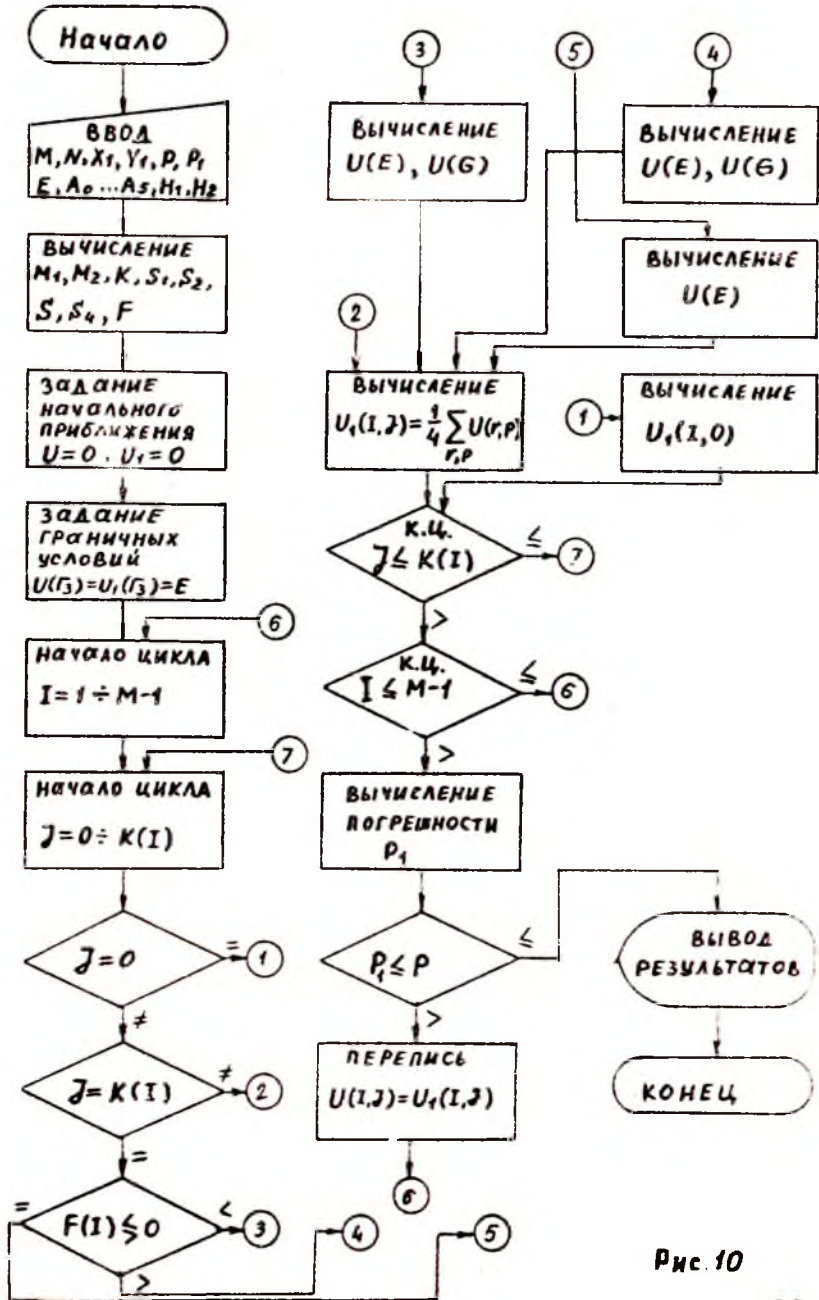 Начало
ВВОД
M, N, X₁, Y₁, P, P₁
E, A₀...A₅, H₁, H₂
ВЫЧИСЛЕНИЕ
M₁, M₂, K, S₁, S₂,
S, S₄, F
ЗАДАНИЕ
НАЧАЛЬНОГО
ПРИБЛИЖЕНИЯ
U=0. U₁=0
ЗАДАНИЕ
ГРАНИЧНЫХ
УСЛОВИЙ
U(Г₃)=U₁(Г₃)=E
6
НАЧАЛО ЦИКЛА
I=1÷M-1
7
НАЧАЛО ЦИКЛА
J=0÷K(I)
J=0
=
1
≠
J=K(I)
≠
2
=
F(I)⋚0
=
<
3
>
4
5
3
ВЫЧИСЛЕНИЕ
U(E), U(G)
5
4
ВЫЧИСЛЕНИЕ
U(E), U(G)
ВЫЧИСЛЕНИЕ
U(E)
2
ВЫЧИСЛЕНИЕ
U₁(I,J)=¼∑U(r,p)
r,p
1
ВЫЧИСЛЕНИЕ
U₁(I,0)
К.Ц.
J≤K(I)
≤
7
>
К.Ц.
I≤M-1
≤
6
>
ВЫЧИСЛЕНИЕ
ПОГРЕШНОСТИ
P₁
P₁≤P
≤
>
ПЕРЕПИСЬ
U(I,J)=U₁(I,J)
6
ВЫВОД
РЕЗУЛЬТАТОВ
КОНЕЦ
Рис. 10